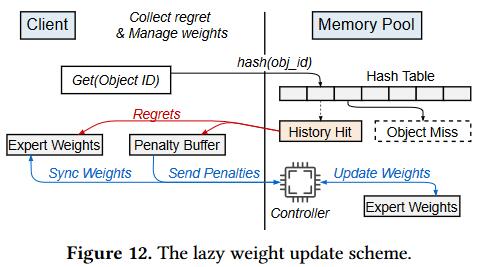 Client
Collect regret
& Manage weights
Memory Pool
hash(obj_id)
Get(Object ID)
Hash Table
Regrets
History Hit
Object Miss
Expert Weights
Penalty Buffer
Sync Weights
Send Penalties
Update Weights
Controller
Expert Weights
Figure 12. The lazy weight update scheme.